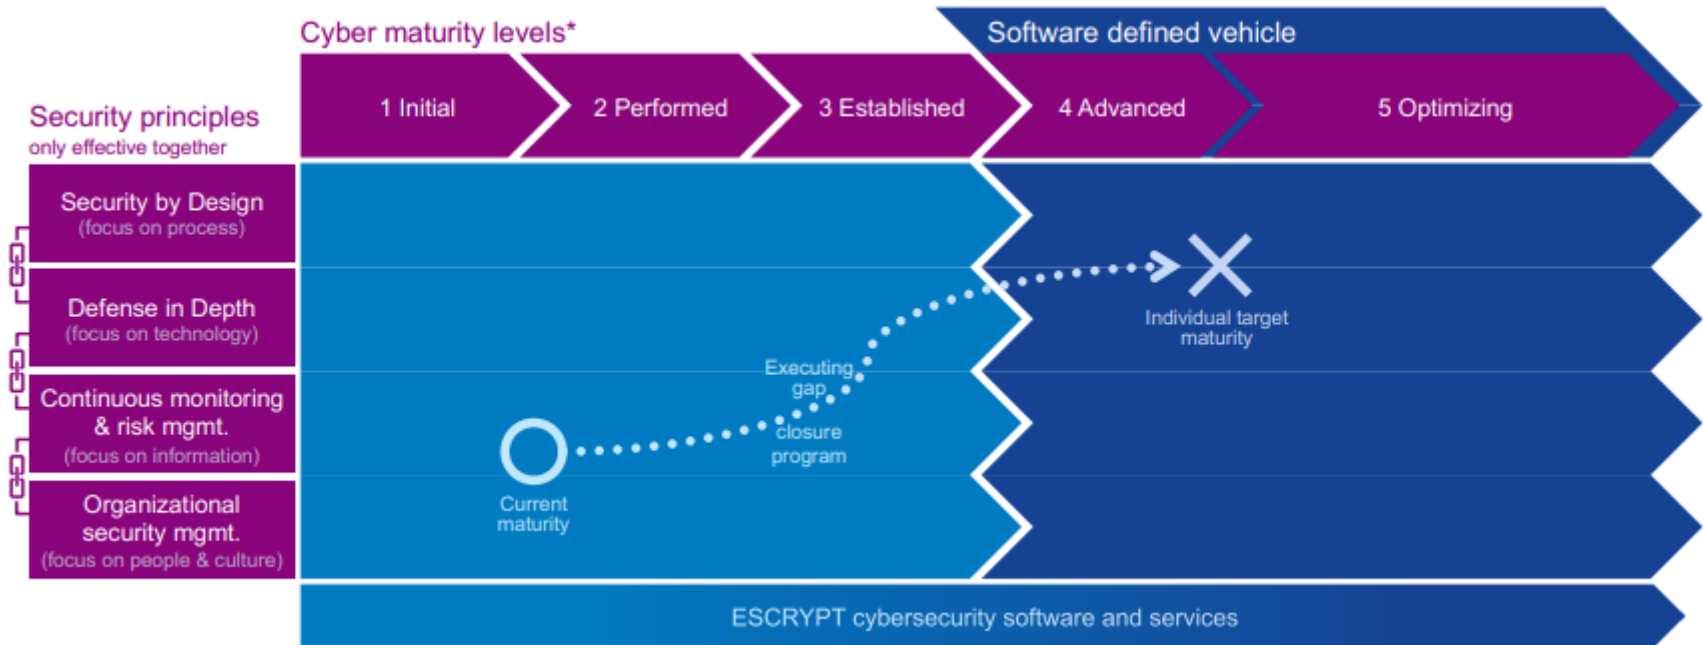 Cyber maturity levels*
Software defined vehicle
1 Initial
2 Performed
3 Established
4 Advanced
5 Optimizing
Security principles
only effective together
Security by Design
(focus on process)
Defense in Depth
(focus on technology)
Continuous monitoring
& risk mgmt.
(focus on information)
Organizational
security mgmt.
(focus on people & culture)
Current
maturity
Executing
gap
closure
program
Individual target
maturity
ESCRYPT cybersecurity software and services